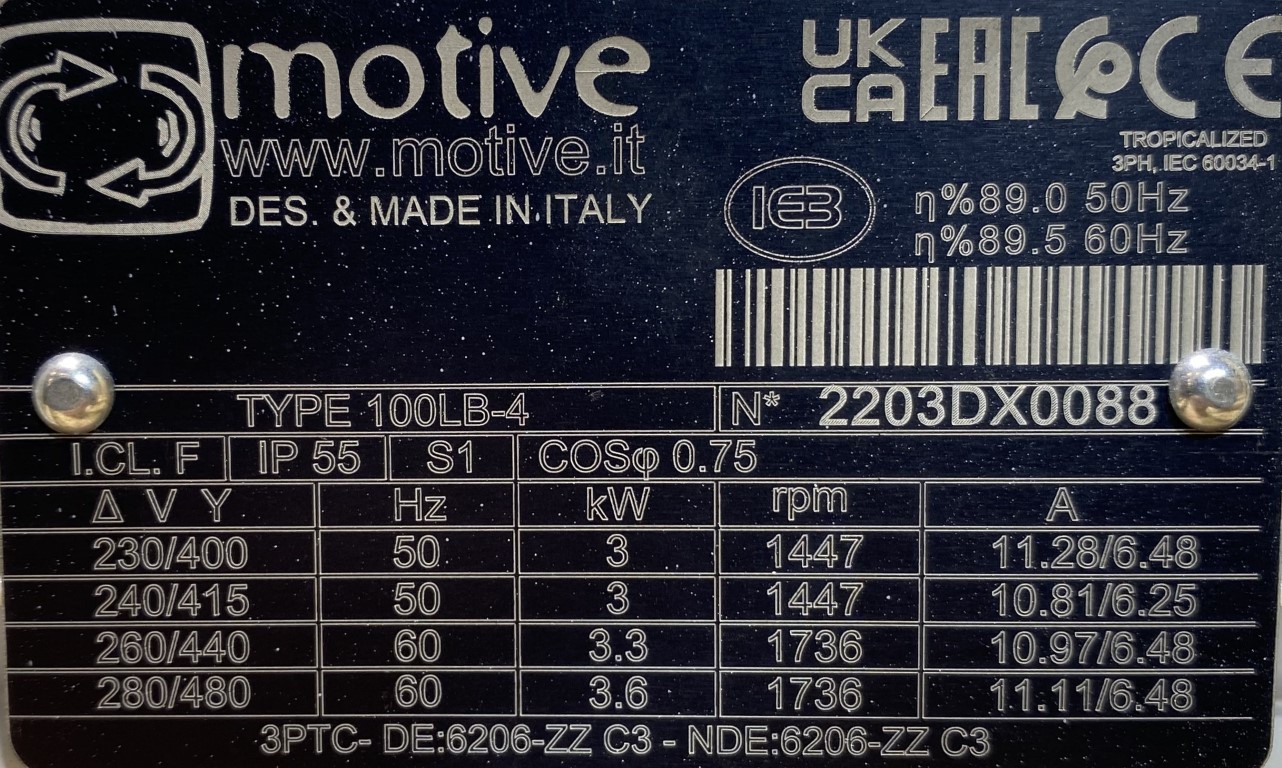 motive
www.motive.it
DES. & MADE IN ITALY
UK CA EAC CE
TROPICALIZED
3PH, IEC 60034-1
IE3
η%89.0 50Hz
η%89.5 60Hz
TYPE 100LB-4 N* 2203DX0088
I.CL. F IP 55 S1 COSφ 0.75
Δ V Y Hz kW rpm A
230/400 50 3 1447 11.28/6.48
240/415 50 3 1447 10.81/6.25
260/440 60 3.3 1736 10.97/6.48
280/480 60 3.6 1736 11.11/6.48
3PTC- DE:6206-ZZ C3 - NDE:6206-ZZ C3